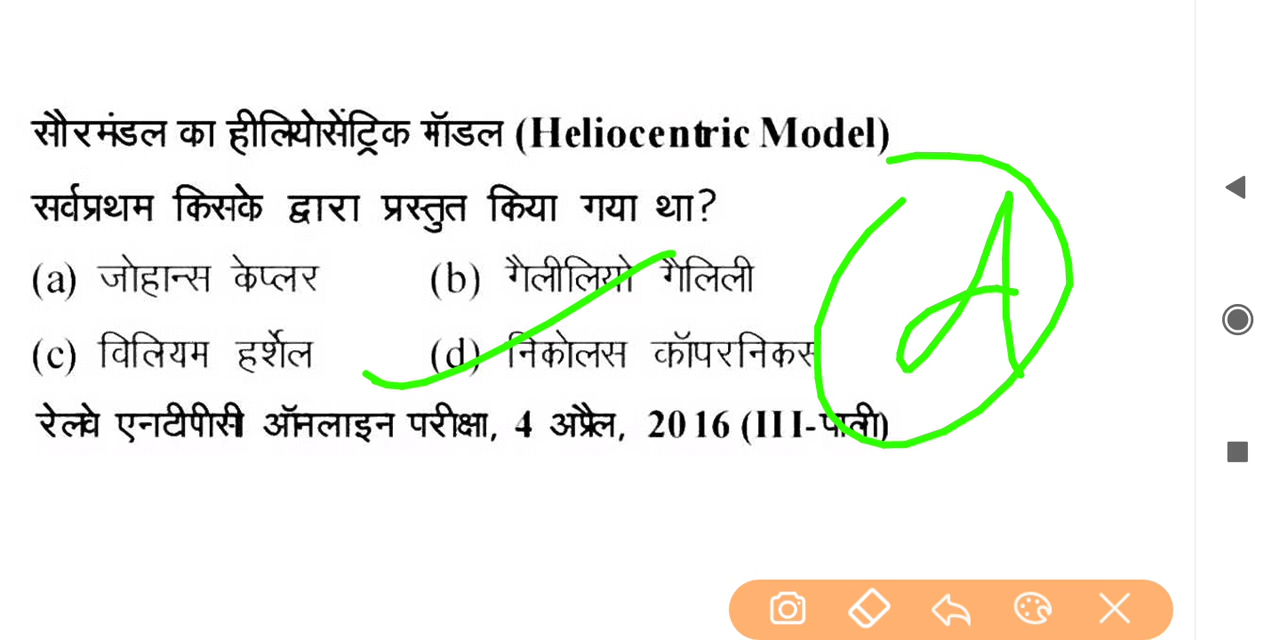 सौरमंडल का हीलियोसेंट्रिक मॉडल (Heliocentric Model)
सर्वप्रथम किसके द्वारा प्रस्तुत किया गया था?
(a) जोहान्स केप्लर (b) गैलीलियो गैलिली
(c) विलियम हर्शेल (d) निकोलस कॉपरनिकस
रेलवे एनटीपीसी ऑनलाइन परीक्षा, 4 अप्रैल, 2016 (III-पाली)